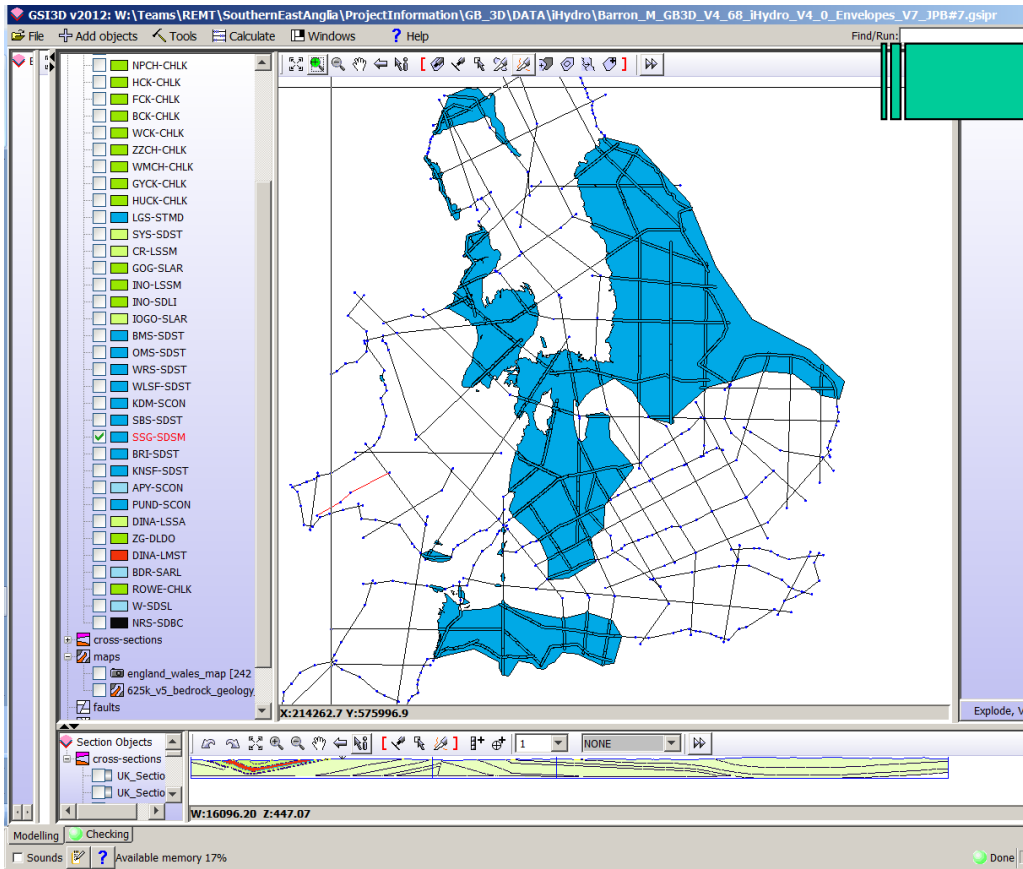 GSI3D v2012: W:\Teams\REMT\SouthernEastAnglia\ProjectInformation\GB_3D\DATA\iHydro\Barron_M_GB3D_V4_68_iHydro_V4_0_Envelopes_V7_JPB#7.gsipr
File Add objects Tools Calculate Windows ? Help Find/Run:
E
NPCH-CHLK
HCK-CHLK
FCK-CHLK
BCK-CHLK
WCK-CHLK
ZZCH-CHLK
WMCH-CHLK
GYCK-CHLK
HUCK-CHLK
LGS-STMD
SYS-SDST
CR-LSSM
GOG-SLAR
INO-LSSM
INO-SDLI
IOGO-SLAR
BMS-SDST
OMS-SDST
WRS-SDST
WLSF-SDST
KDM-SCON
SBS-SDST
SSG-SDSM
BRI-SDST
KNSF-SDST
APY-SCON
PUND-SCON
DINA-LSSA
ZG-DLDO
DINA-LMST
BDR-SARL
ROWE-CHLK
W-SDSL
NRS-SDBC
cross-sections
maps
england_wales_map [242
625k_v5_bedrock_geology
faults
X:214262.7 Y:575996.9
Explode, V
Section Objects
1 NONE
cross-sections
UK_Sectio
UK_Sectio
W:16096.20 Z:447.07
Modelling Checking
Sounds ? Available memory 17% Done